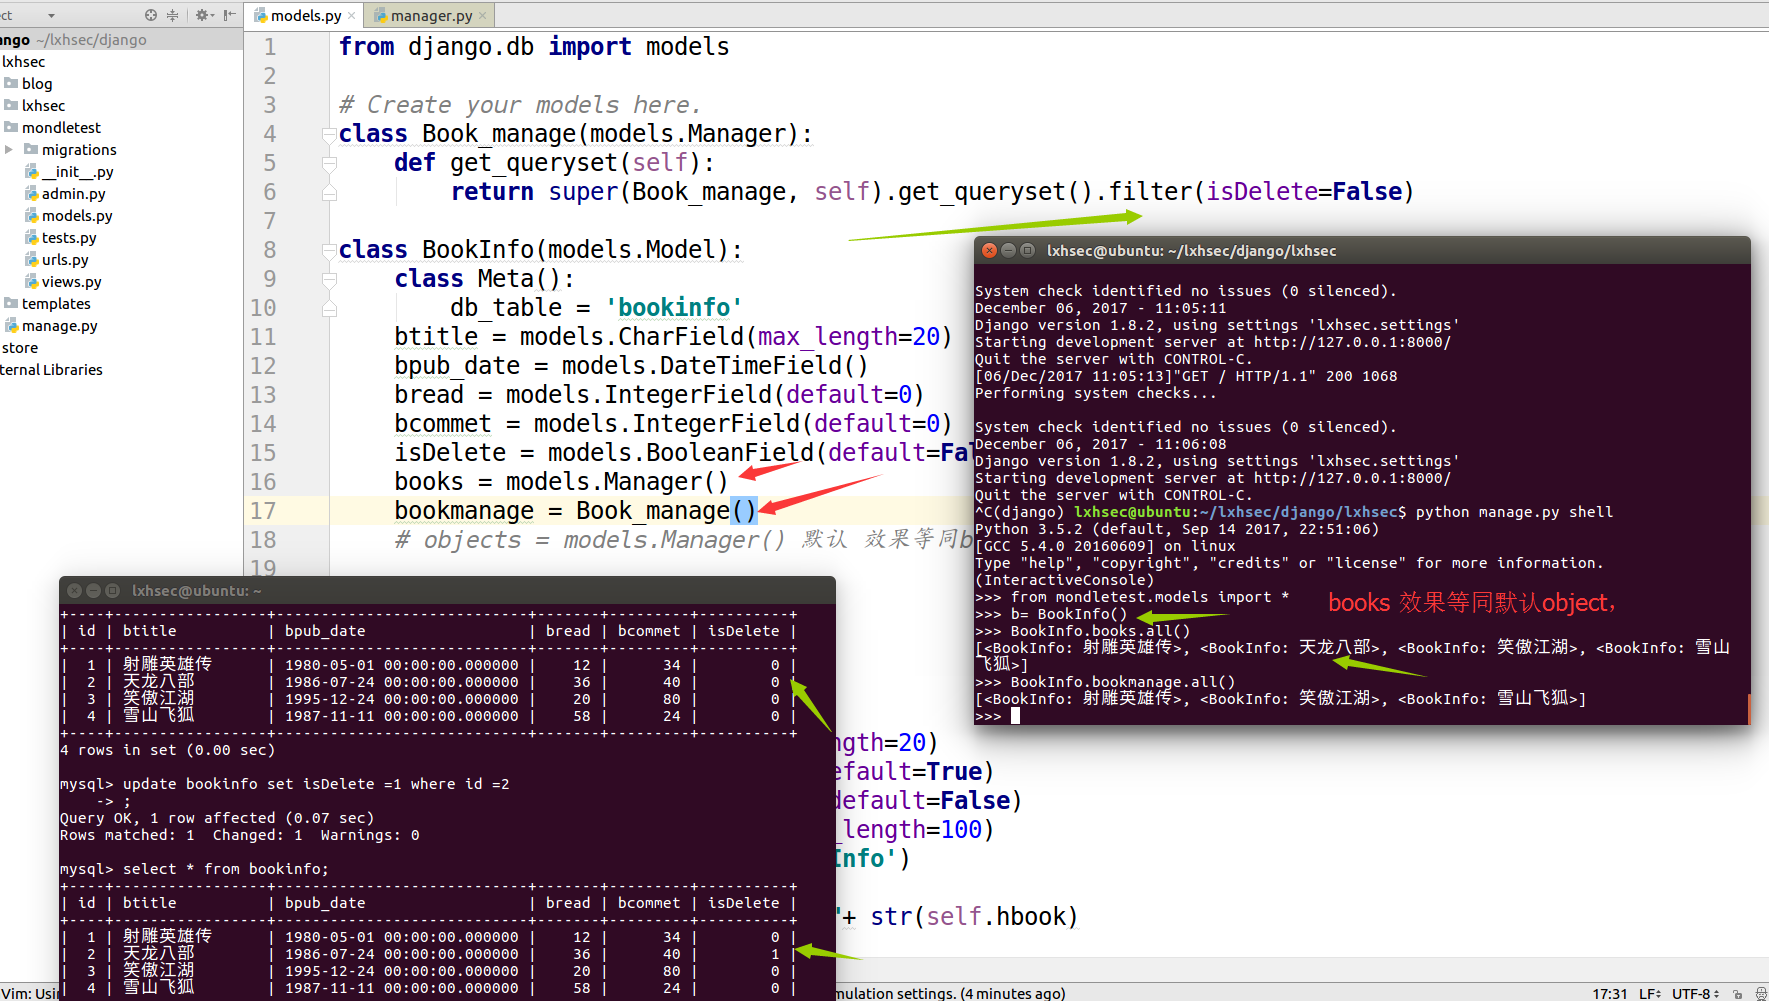 ect
models.py
manager.py
ango ~/lxhsec/django
lxhsec
blog
lxhsec
mondletest
migrations
__init__.py
admin.py
models.py
tests.py
urls.py
views.py
templates
manage.py
store
ternal Libraries
1 from django.db import models
2
3 # Create your models here.
4 class Book_manage(models.Manager):
5 def get_queryset(self):
6 return super(Book_manage, self).get_queryset().filter(isDelete=False)
7
8 class BookInfo(models.Model):
9 class Meta():
10 db_table = 'bookinfo'
11 btitle = models.CharField(max_length=20)
12 bpub_date = models.DateTimeField()
13 bread = models.IntegerField(default=0)
14 bcommet = models.IntegerField(default=0)
15 isDelete = models.BooleanField(default=Fal
16 books = models.Manager()
17 bookmanage = Book_manage()
18 # objects = models.Manager() 默认 效果等同b
19
ngth=20)
efault=True)
default=False)
_length=100)
Info')
"+ str(self.hbook)
lxhsec@ubuntu: ~/lxhsec/django/lxhsec
System check identified no issues (0 silenced).
December 06, 2017 - 11:05:11
Django version 1.8.2, using settings 'lxhsec.settings'
Starting development server at http://127.0.0.1:8000/
Quit the server with CONTROL-C.
[06/Dec/2017 11:05:13]"GET / HTTP/1.1" 200 1068
Performing system checks...
System check identified no issues (0 silenced).
December 06, 2017 - 11:06:08
Django version 1.8.2, using settings 'lxhsec.settings'
Starting development server at http://127.0.0.1:8000/
Quit the server with CONTROL-C.
^C(django) lxhsec@ubuntu:~/lxhsec/django/lxhsec$ python manage.py shell
Python 3.5.2 (default, Sep 14 2017, 22:51:06)
[GCC 5.4.0 20160609] on linux
Type "help", "copyright", "credits" or "license" for more information.
(InteractiveConsole)
>>> from mondletest.models import *
>>> b= BookInfo()
books 效果等同默认object,
>>> BookInfo.books.all()
[<BookInfo: 射雕英雄传>, <BookInfo: 天龙八部>, <BookInfo: 笑傲江湖>, <BookInfo: 雪山
飞狐>]
>>> BookInfo.bookmanage.all()
[<BookInfo: 射雕英雄传>, <BookInfo: 笑傲江湖>, <BookInfo: 雪山飞狐>]
>>>
lxhsec@ubuntu: ~
+----+-----------------+----------------------------+-------+---------+----------+
| id | btitle | bpub_date | bread | bcommet | isDelete |
+----+-----------------+----------------------------+-------+---------+----------+
| 1 | 射雕英雄传 | 1980-05-01 00:00:00.000000 | 12 | 34 | 0 |
| 2 | 天龙八部 | 1986-07-24 00:00:00.000000 | 36 | 40 | 0 |
| 3 | 笑傲江湖 | 1995-12-24 00:00:00.000000 | 20 | 80 | 0 |
| 4 | 雪山飞狐 | 1987-11-11 00:00:00.000000 | 58 | 24 | 0 |
+----+-----------------+----------------------------+-------+---------+----------+
4 rows in set (0.00 sec)
mysql> update bookinfo set isDelete =1 where id =2
-> ;
Query OK, 1 row affected (0.07 sec)
Rows matched: 1 Changed: 1 Warnings: 0
mysql> select * from bookinfo;
+----+-----------------+----------------------------+-------+---------+----------+
| id | btitle | bpub_date | bread | bcommet | isDelete |
+----+-----------------+----------------------------+-------+---------+----------+
| 1 | 射雕英雄传 | 1980-05-01 00:00:00.000000 | 12 | 34 | 0 |
| 2 | 天龙八部 | 1986-07-24 00:00:00.000000 | 36 | 40 | 1 |
| 3 | 笑傲江湖 | 1995-12-24 00:00:00.000000 | 20 | 80 | 0 |
| 4 | 雪山飞狐 | 1987-11-11 00:00:00.000000 | 58 | 24 | 0 |
Vim: Usin
mulation settings. (4 minutes ago)
17:31 LF UTF-8